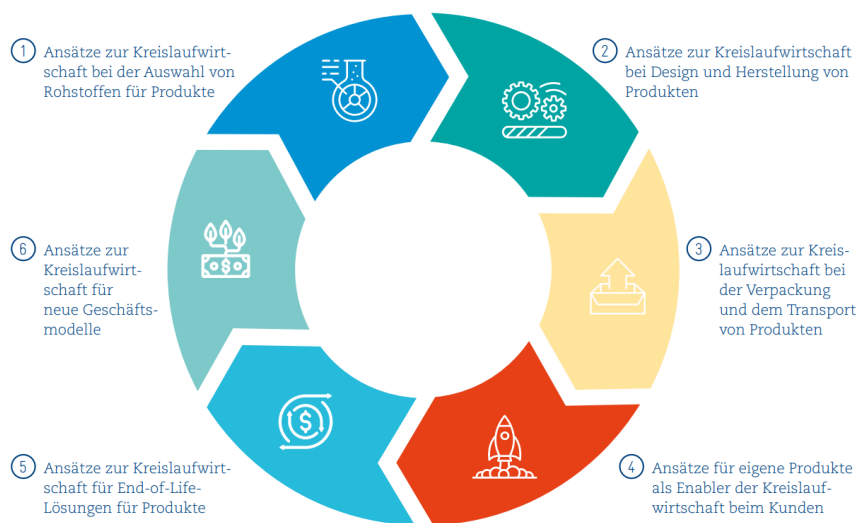 1 Ansätze zur Kreislaufwirt-
schaft bei der Auswahl von
Rohstoffen für Produkte
2 Ansätze zur Kreislaufwirtschaft
bei Design und Herstellung von
Produkten
3 Ansätze zur Kreis-
laufwirtschaft bei
der Verpackung
und dem Transport
von Produkten
4 Ansätze für eigene Produkte
als Enabler der Kreislauf-
wirtschaft beim Kunden
5 Ansätze zur Kreislaufwirt-
schaft für End-of-Life-
Lösungen für Produkte
6 Ansätze zur
Kreislaufwirt-
schaft für
neue Geschäfts-
modelle
$
$